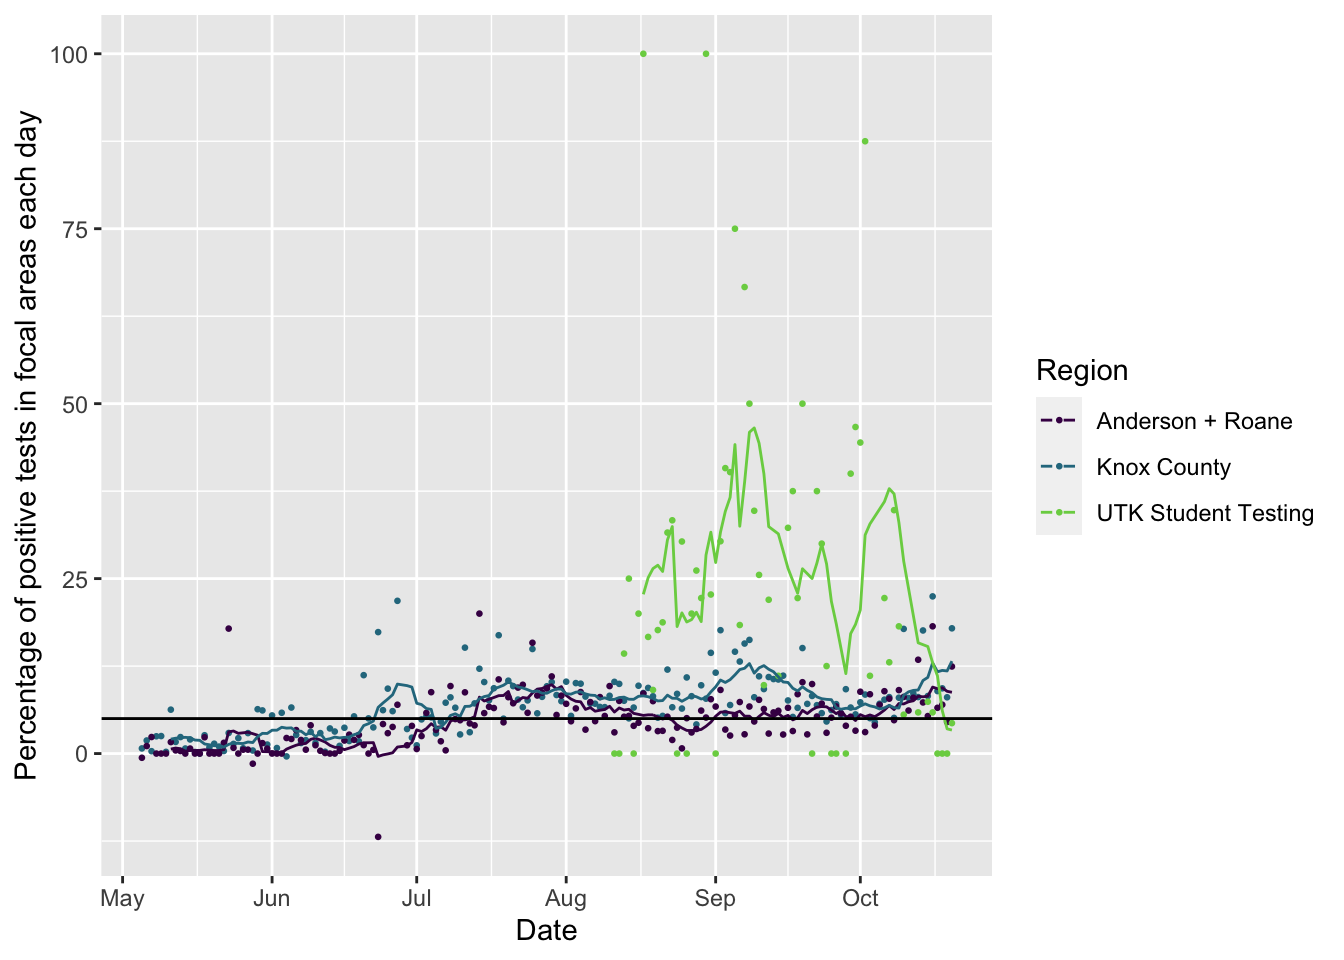 Percentage of positive tests in focal areas each day
100
75
50
25
0
May
Jun
Jul
Aug
Sep
Oct
Date
Region
Anderson + Roane
Knox County
UTK Student Testing